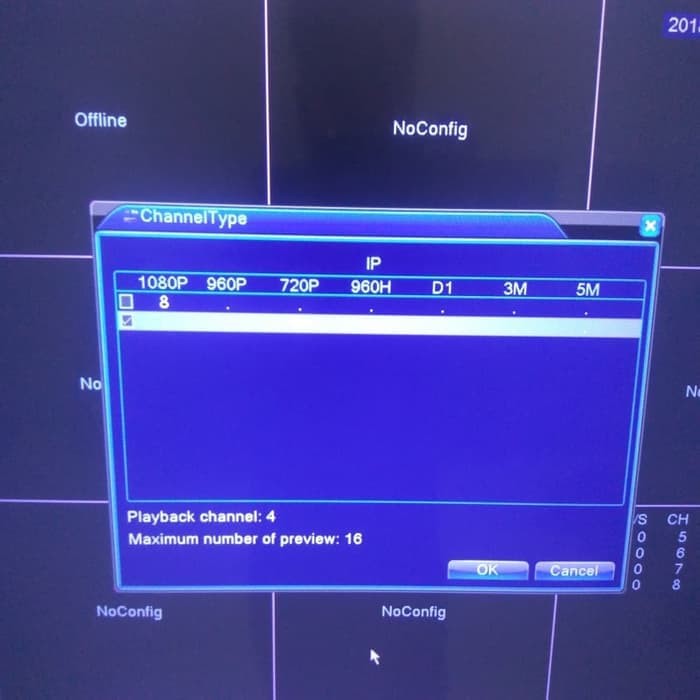 201
Offline
NoConfig
ChannelType
IP
1080P 960P 720P 960H D1 3M 5M
8 . . . . . .
No
N
Playback channel: 4
Maximum number of preview: 16
/S CH
0 5
0 6
0 7
0 8
OK Cancel
NoConfig
NoConfig